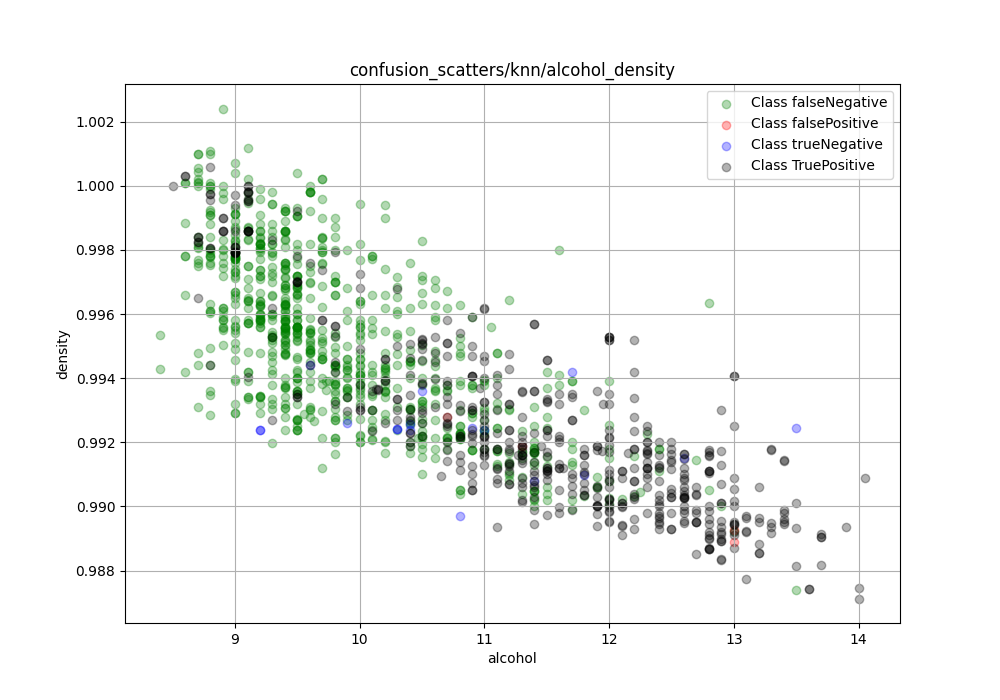 confusion_scatters/knn/alcohol_density
Class falseNegative
Class falsePositive
Class trueNegative
Class TruePositive
1.002
1.000
0.998
0.996
0.994
0.992
0.990
0.988
density
9 10 11 12 13 14
alcohol